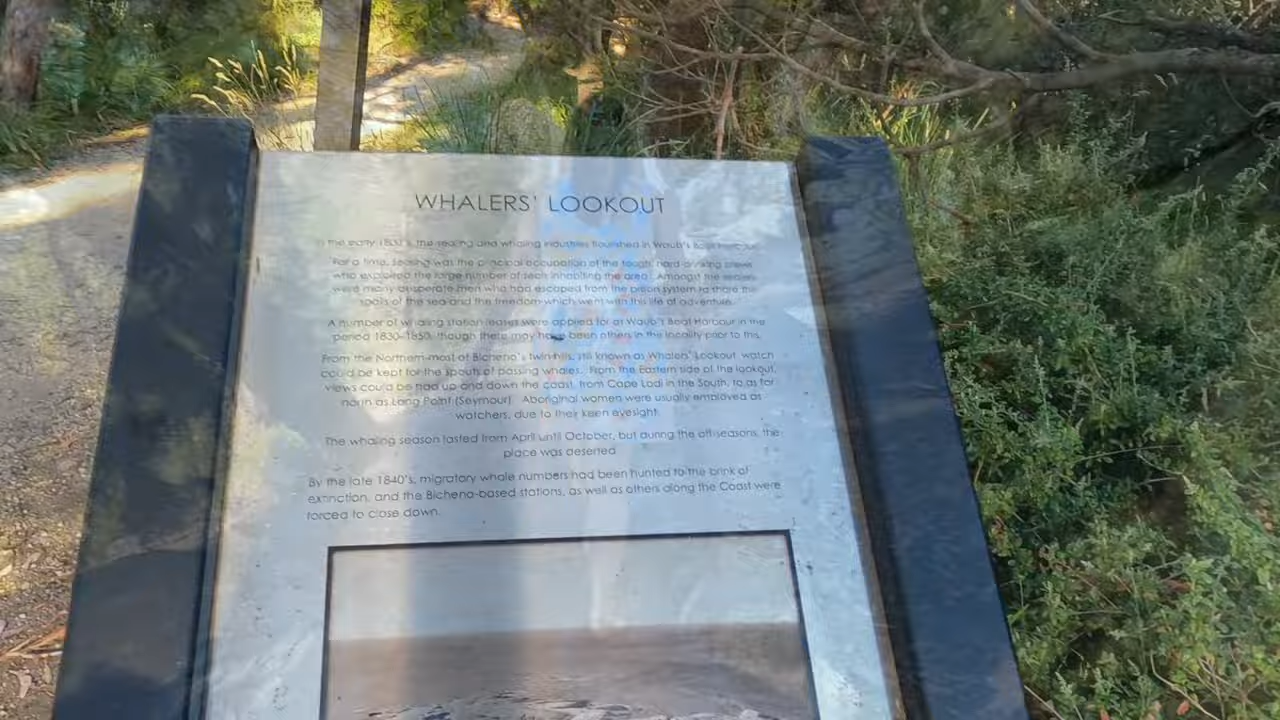 WHALERS' LOOKOUT
In the early 1800's, the sealing and whaling industries flourished in Waub's Boat Harbour.
For a time, sealing was the principal occupation of the tough, hard-drinking crews
who exploited the large number of seals inhabiting the area. Amongst the sealers
were many desperate men who had escaped from the prison system to share the
spoils of the sea and the freedom which went with this life of adventure.
A number of whaling station leases were applied for at Waub's Boat Harbour in the
period 1830-1850, though there may have been others in the locality prior to this.
From the Northern-most of Bicheno's twin hills, still known as Whalers' Lookout, watch
could be kept for the spouts of passing whales. From the Eastern side of the lookout,
views could be had up and down the coast, from Cape Lodi in the South, to as far
north as Long Point (Seymour). Aboriginal women were usually employed as
watchers, due to their keen eyesight.
The whaling season lasted from April until October, but during the off-seasons, the
place was deserted.
By the late 1840's, migratory whale numbers had been hunted to the brink of
extinction, and the Bicheno-based stations, as well as others along the Coast were
forced to close down.